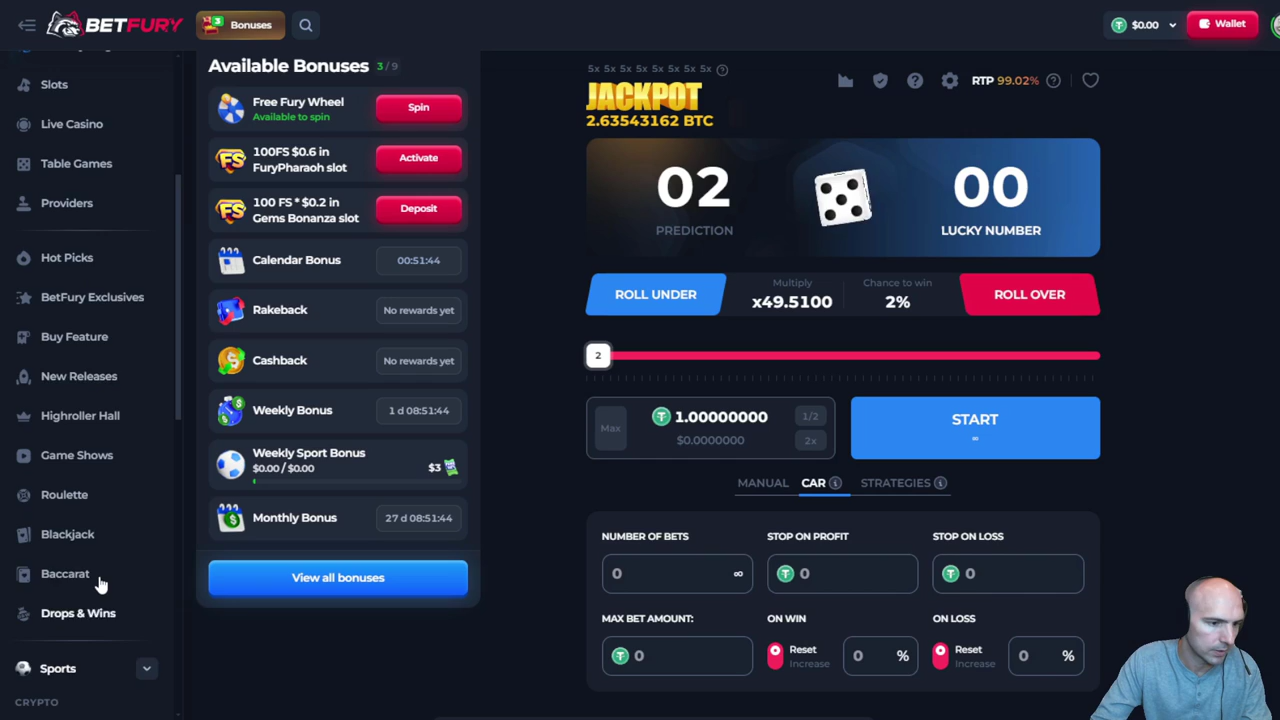 BETFURY
3
Bonuses
$0.00
Wallet
Slots
Live Casino
Table Games
Providers
Hot Picks
BetFury Exclusives
Buy Feature
New Releases
Highroller Hall
Game Shows
Roulette
Blackjack
Baccarat
Drops & Wins
Sports
CRYPTO
Available Bonuses 3 / 9
Free Fury Wheel
Available to spin
Spin
FS
100FS $0.6 in
FuryPharaoh slot
Activate
FS
100 FS * $0.2 in
Gems Bonanza slot
Deposit
Calendar Bonus
00:51:44
Rakeback
No rewards yet
Cashback
No rewards yet
Weekly Bonus
1 d 08:51:44
Weekly Sport Bonus
$0.00 / $0.00
$3
Monthly Bonus
27 d 08:51:44
View all bonuses
5x 5x 5x 5x 5x 5x 5x ?
JACKPOT
2.63543162 BTC
RTP 99.02% ?
02
PREDICTION
00
LUCKY NUMBER
ROLL UNDER
Multiply
x49.5100
Chance to win
2%
ROLL OVER
2
Max
1.00000000
$0.0000000
1/2
2x
START
∞
MANUAL CAR STRATEGIES
NUMBER OF BETS
0 ∞
STOP ON PROFIT
0
STOP ON LOSS
0
MAX BET AMOUNT:
0
ON WIN
Reset
Increase
0 %
ON LOSS
Reset
Increase
0 %